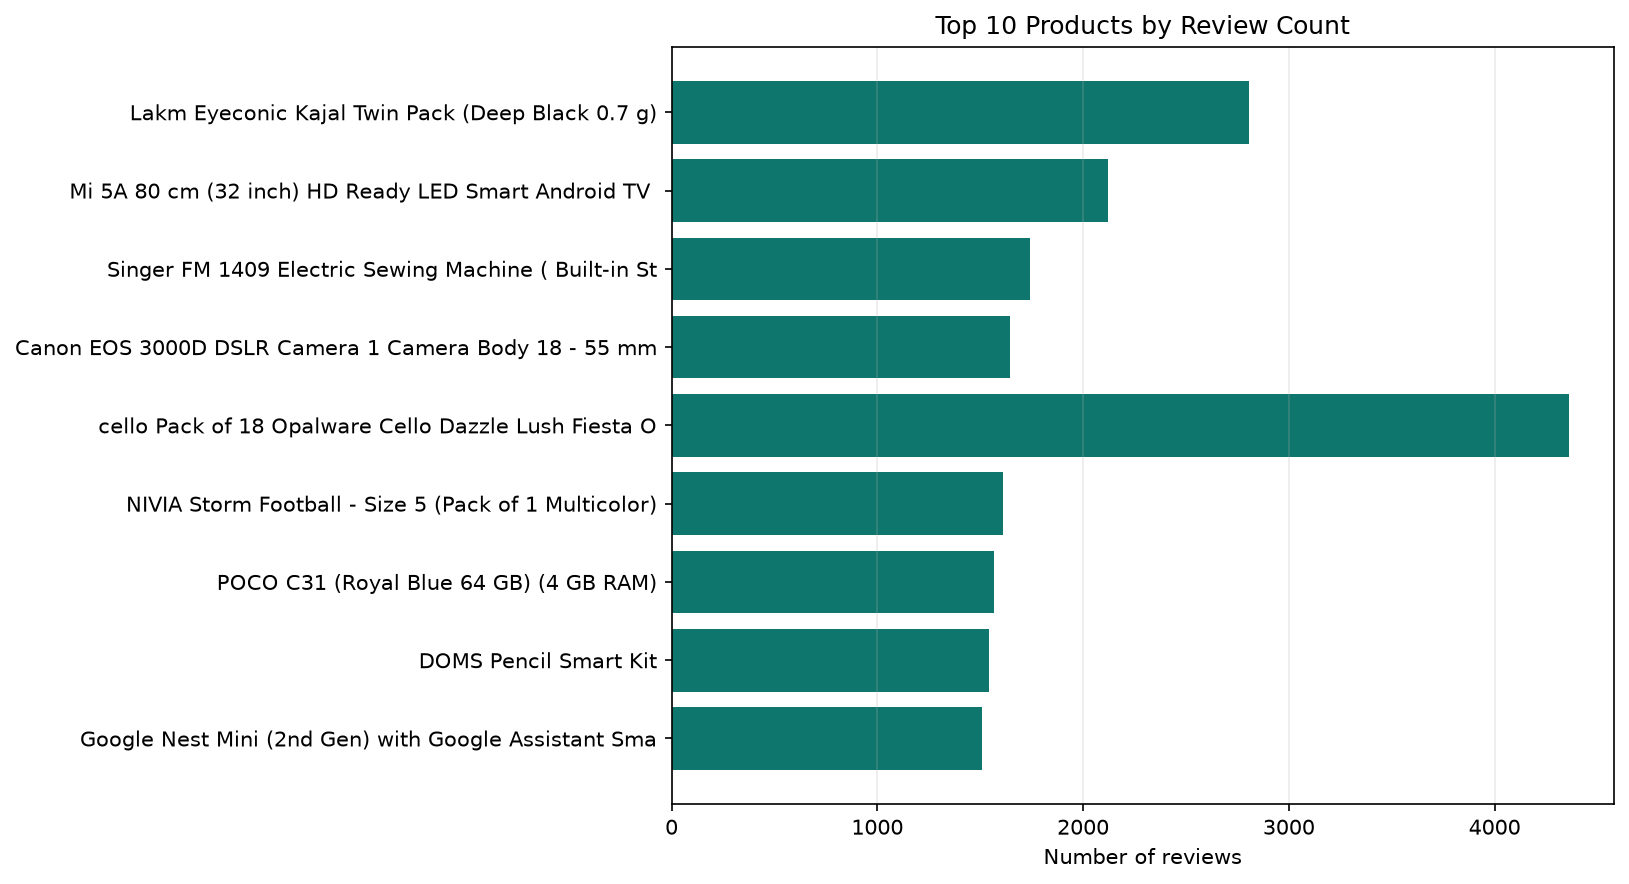 Top 10 Products by Review Count
Lakm Eyeconic Kajal Twin Pack (Deep Black 0.7 g)
Mi 5A 80 cm (32 inch) HD Ready LED Smart Android TV
Singer FM 1409 Electric Sewing Machine ( Built-in St
Canon EOS 3000D DSLR Camera 1 Camera Body 18 - 55 mm
cello Pack of 18 Opalware Cello Dazzle Lush Fiesta O
NIVIA Storm Football - Size 5 (Pack of 1 Multicolor)
POCO C31 (Royal Blue 64 GB) (4 GB RAM)
DOMS Pencil Smart Kit
Google Nest Mini (2nd Gen) with Google Assistant Sma
0 1000 2000 3000 4000
Number of reviews